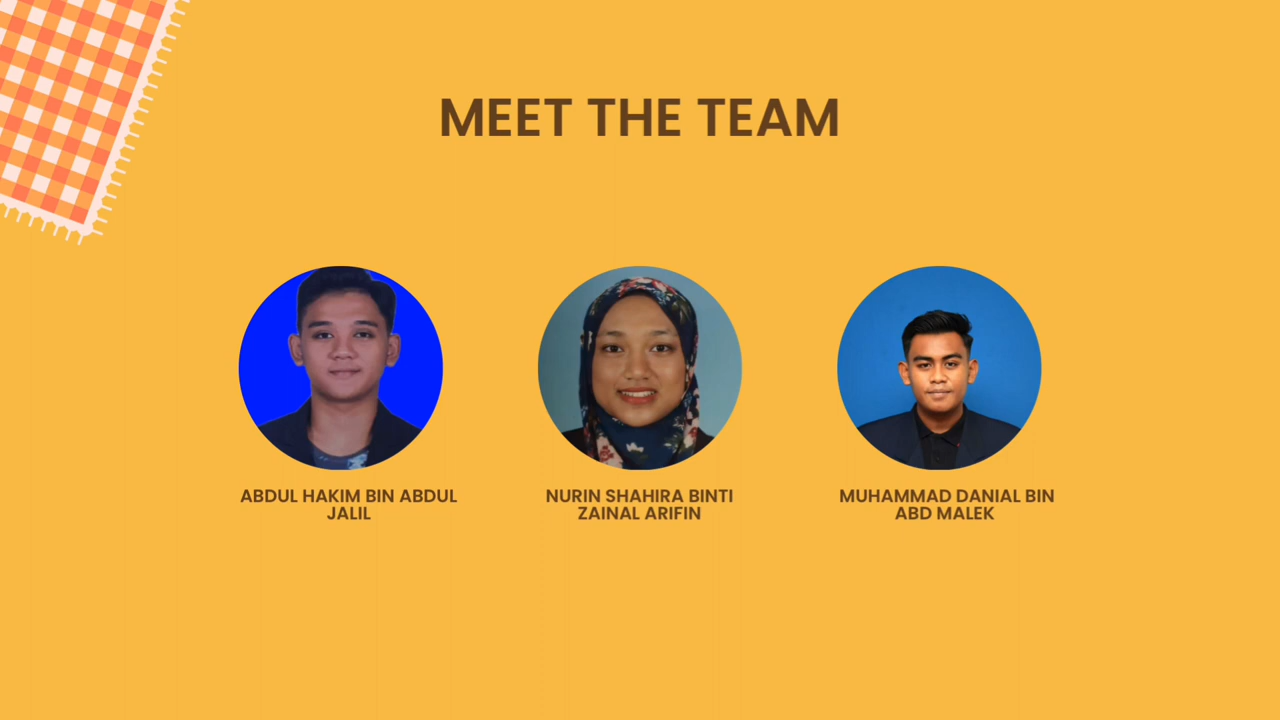 MEET THE TEAM
ABDUL HAKIM BIN ABDUL
JALIL
NURIN SHAHIRA BINTI
ZAINAL ARIFIN
MUHAMMAD DANIAL BIN
ABD MALEK